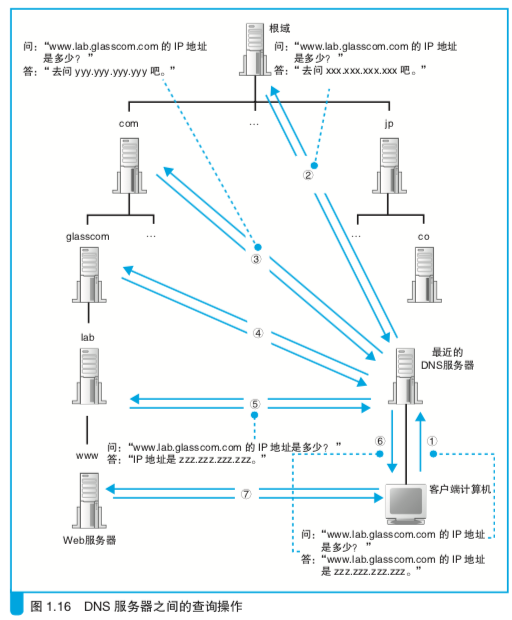 根域
问：“www.lab.glasscom.com 的 IP 地址
是多少？”
答：“去问 yyy.yyy.yyy.yyy 吧。”
问：“www.lab.glasscom.com 的 IP 地址
是多少？”
答：“去问 xxx.xxx.xxx.xxx 吧。”
com
…
jp
②
glasscom
…
③
…
co
④
lab
最近的
DNS服务器
⑤
www
问：“www.lab.glasscom.com 的 IP 地址是多少？”
答：“IP 地址是 zzz.zzz.zzz.zzz。”
⑥
①
⑦
客户端计算机
Web服务器
问：“www.lab.glasscom.com 的 IP 地址
是多少？”
答：“www.lab.glasscom.com 的 IP 地址
是 zzz.zzz.zzz.zzz。”
图 1.16 DNS 服务器之间的查询操作